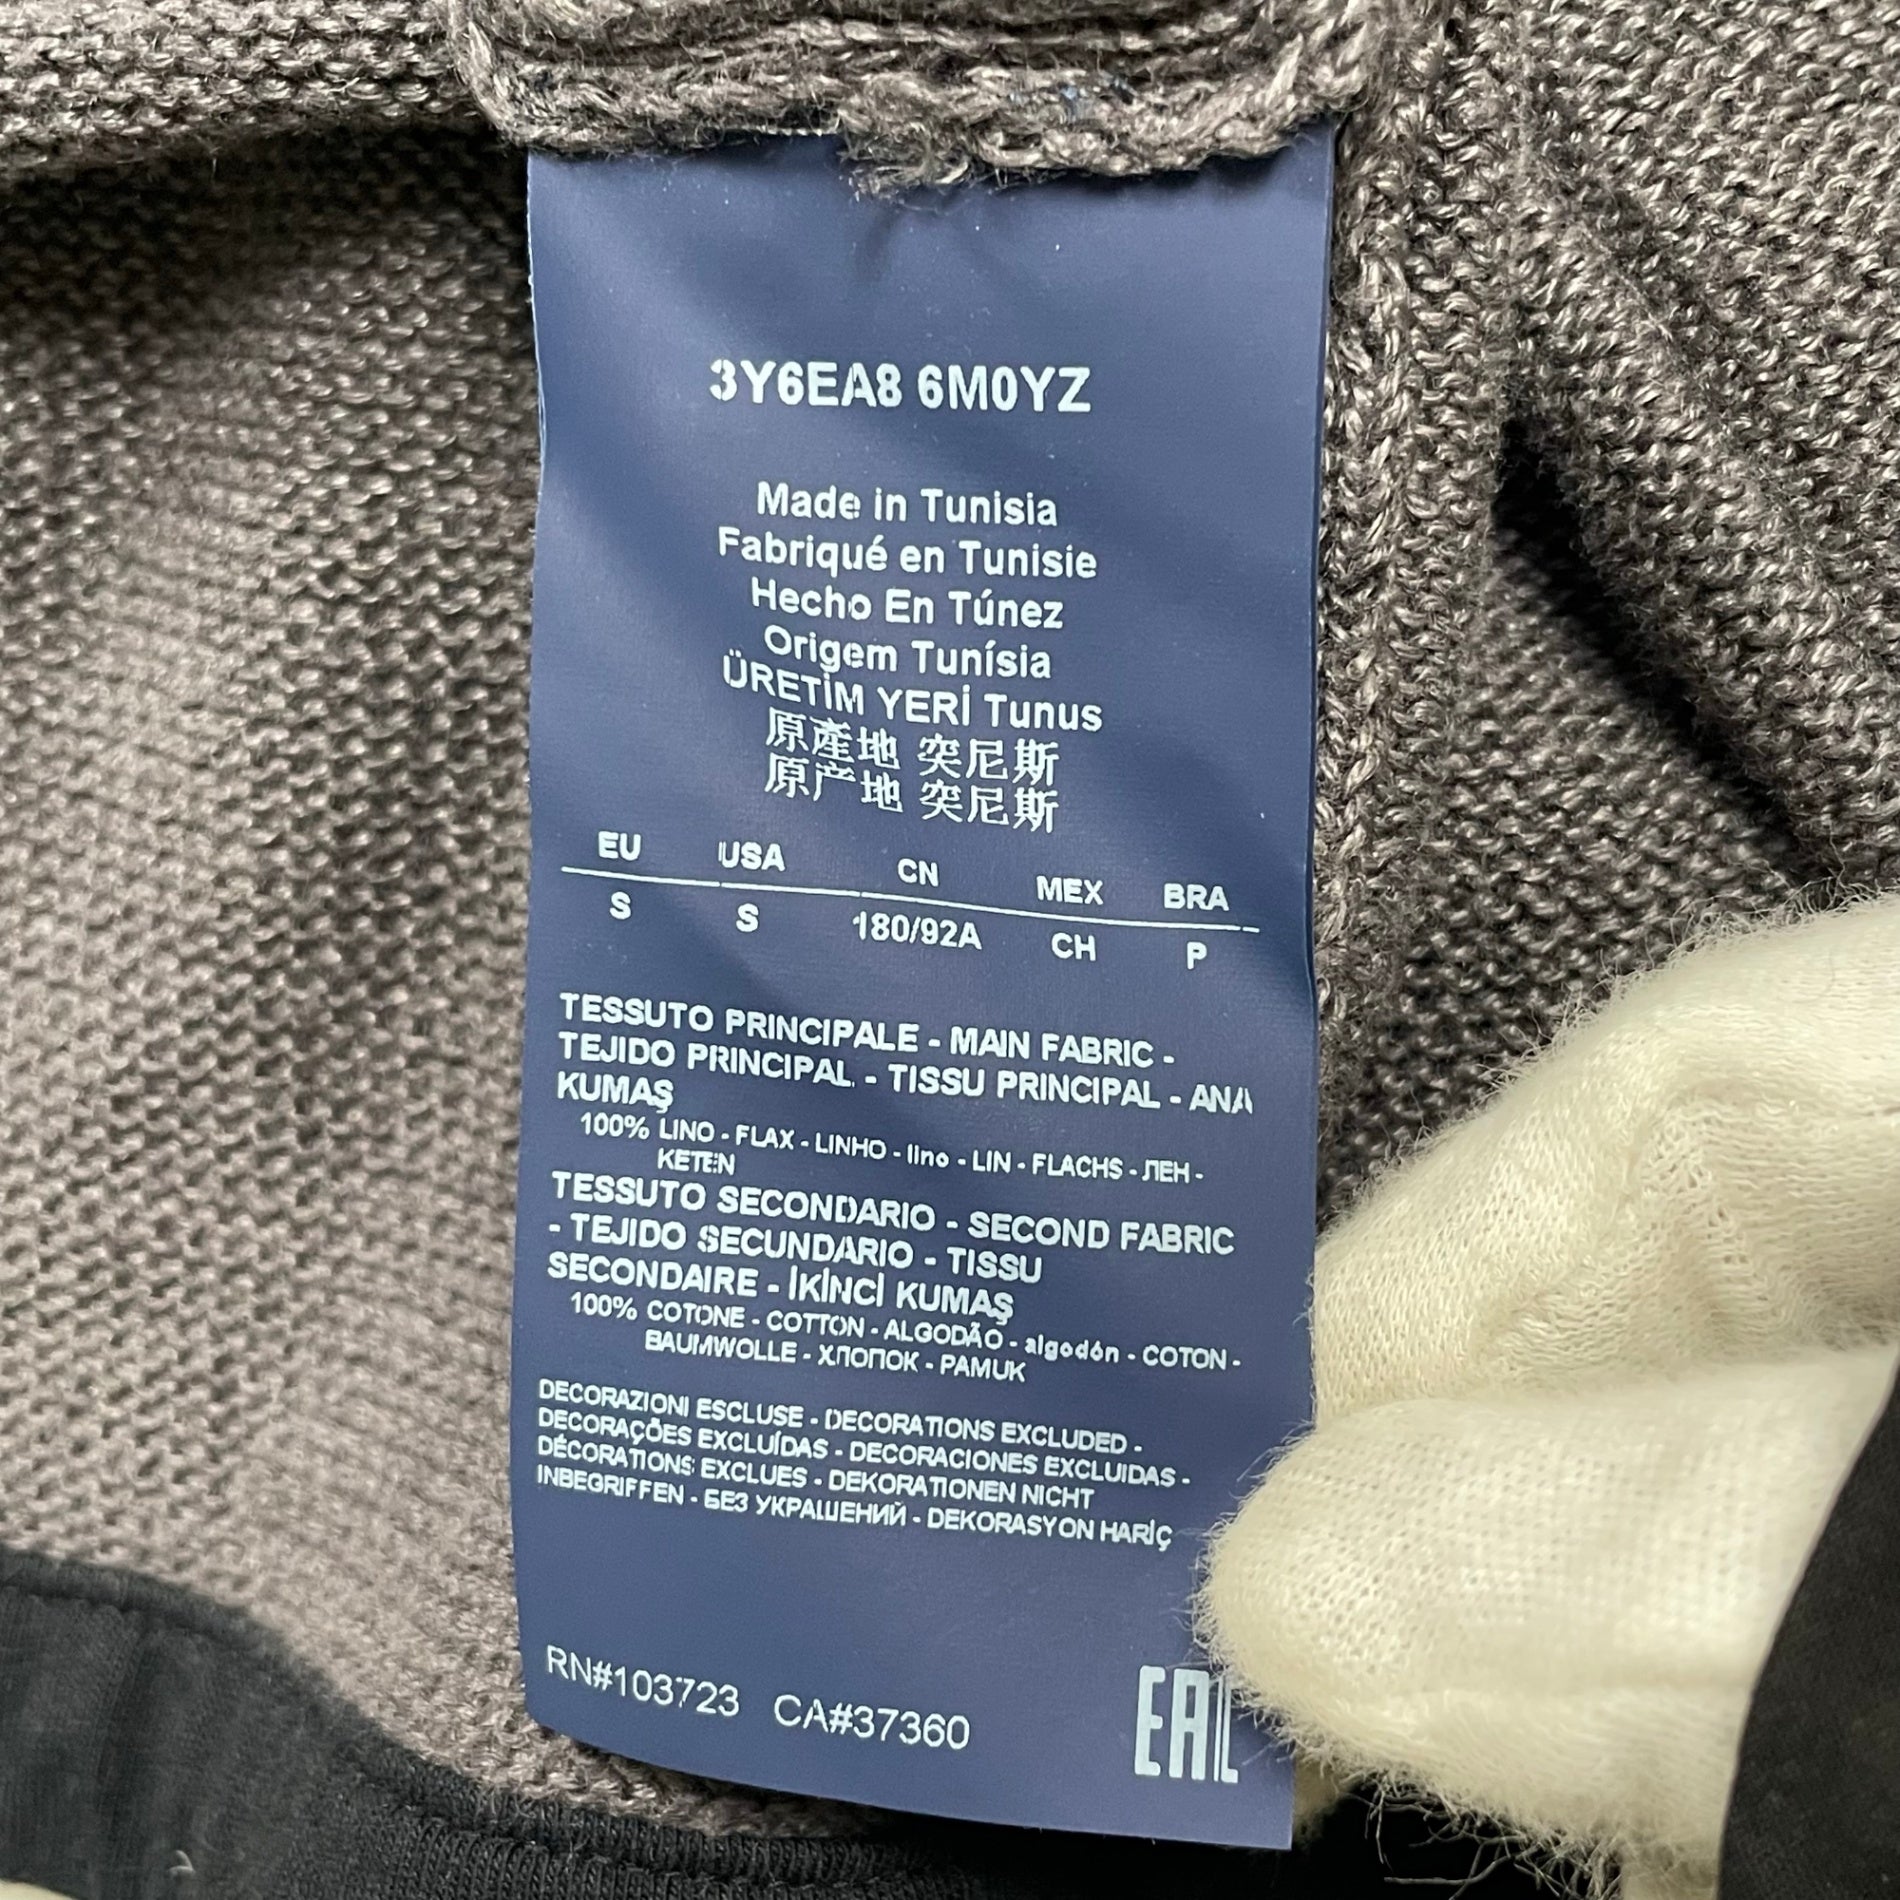 3Y6EA8 6M0YZ
Made in Tunisia
Fabriqué en Tunisie
Hecho En Túnez
Origem Tunísia
ÜRETİM YERİ Tunus
原產地 突尼斯
原产地 突尼斯
EU USA CN MEX BRA
S S 180/92A CH P
TESSUTO PRINCIPALE - MAIN FABRIC -
TEJIDO PRINCIPAL - TISSU PRINCIPAL - ANA
KUMAŞ
100% LINO - FLAX - LINHO - lino - LIN - FLACHS - ЛЕН -
KETEN
TESSUTO SECONDARIO - SECOND FABRIC
- TEJIDO SECUNDARIO - TISSU
SECONDAIRE - İKİNCİ KUMAŞ
100% COTONE - COTTON - ALGODÃO - algodón - COTON -
BAUMWOLLE - ХЛОПОК - PAMUK
DECORAZIONI ESCLUSE - DECORATIONS EXCLUDED -
DECORAÇÕES EXCLUÍDAS - DECORACIONES EXCLUIDAS -
DÉCORATIONS EXCLUES - DEKORATIONEN NICHT
INBEGRIFFEN - БЕЗ УКРАШЕНИЙ - DEKORASYON HARİÇ
RN#103723 CA#37360
EAC